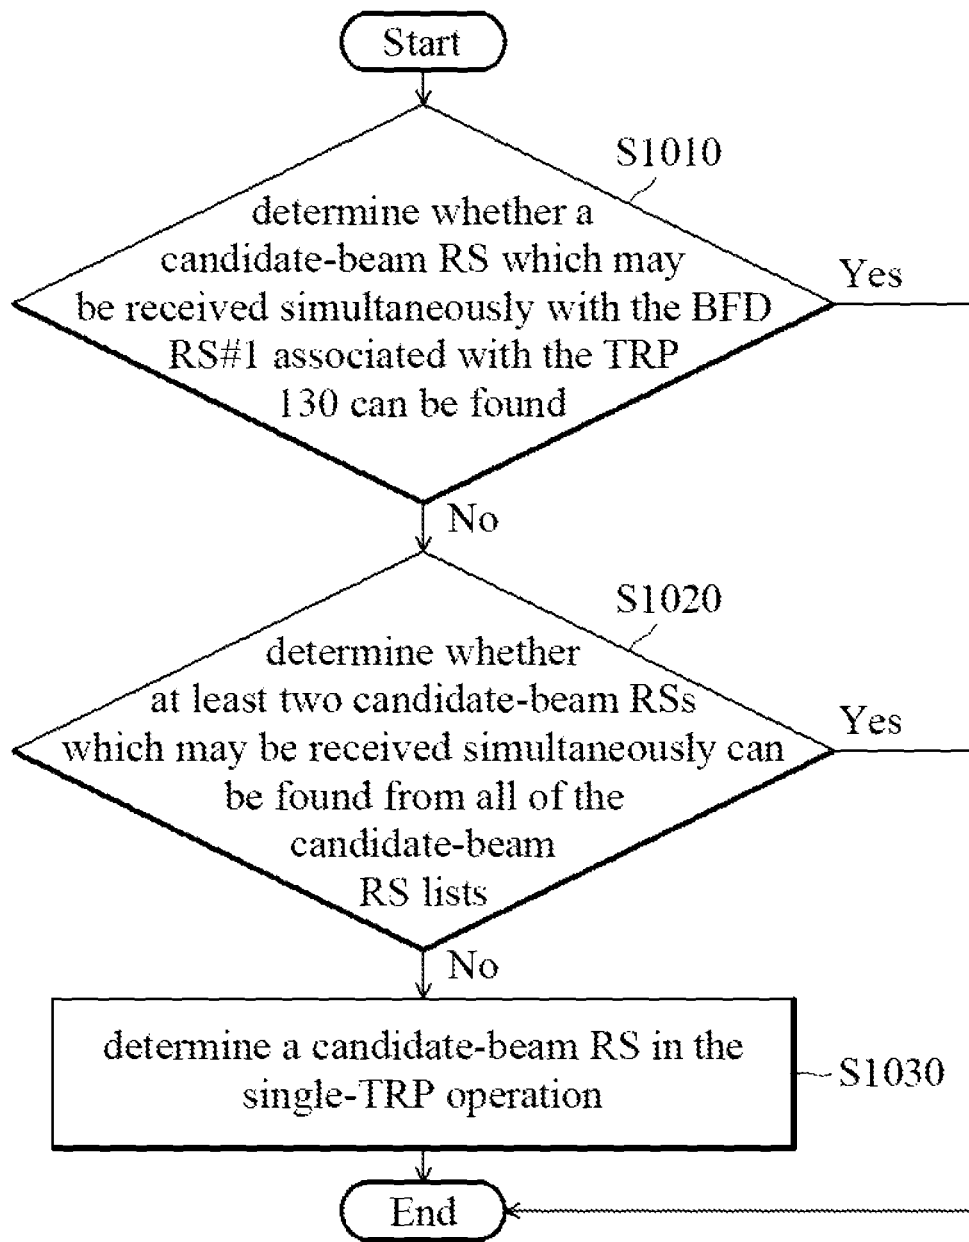 Start
S1010
determine whether a
candidate-beam RS which may
be received simultaneously with the BFD
RS#1 associated with the TRP
130 can be found
Yes
No
S1020
determine whether
at least two candidate-beam RSs
which may be received simultaneously can
be found from all of the
candidate-beam
RS lists
Yes
No
determine a candidate-beam RS in the
single-TRP operation
S1030
End